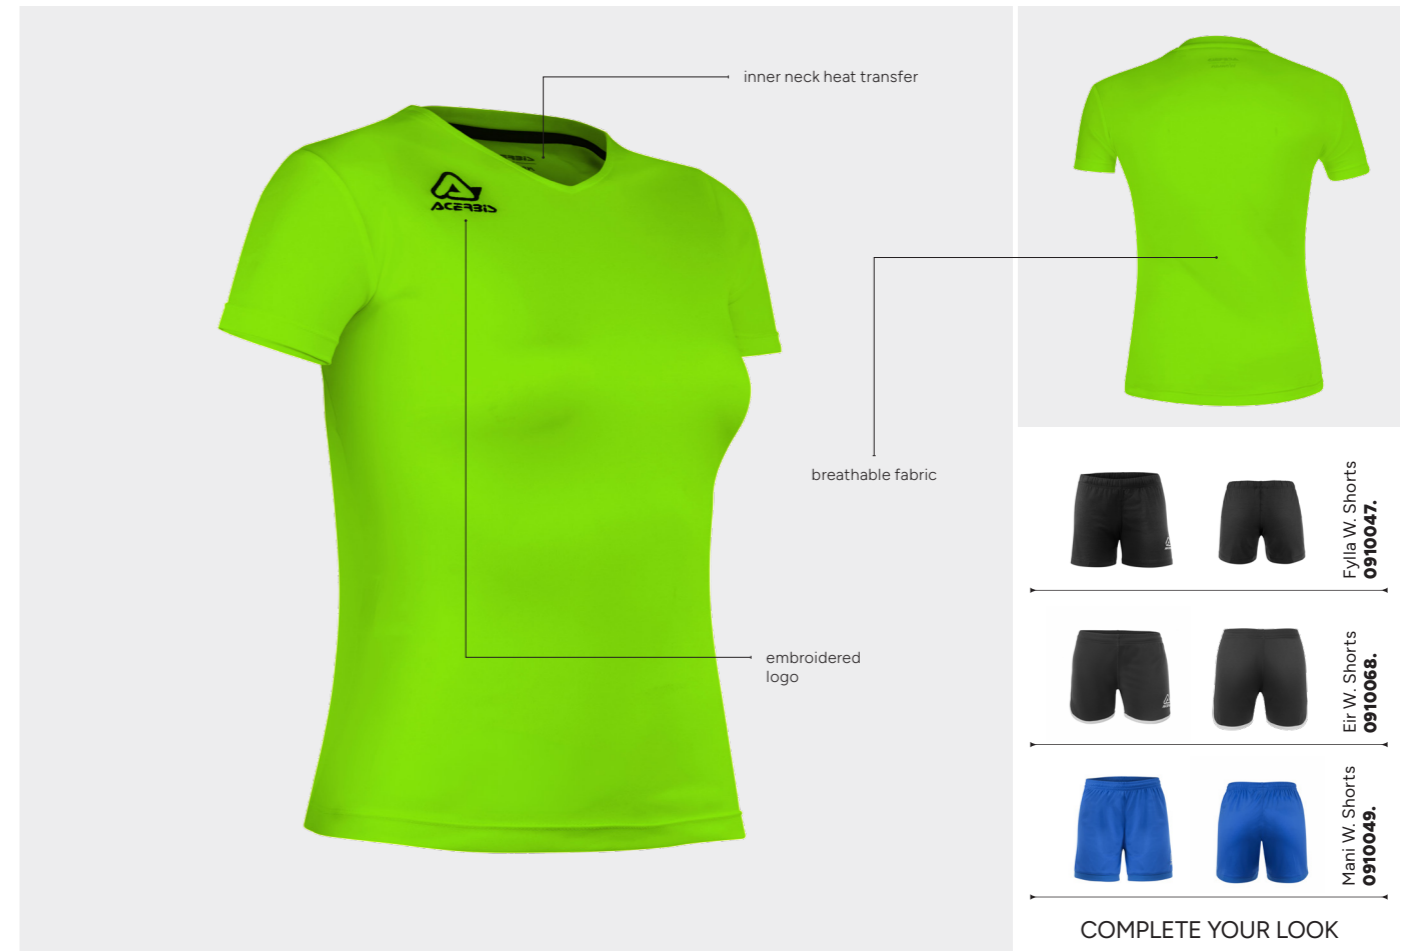 inner neck heat transfer
ACERBIS
breathable fabric
embroidered
logo
Fylla W. Shorts
0910047.
Eir W. Shorts
0910068.
Mani W. Shorts
0910049.
COMPLETE YOUR LOOK